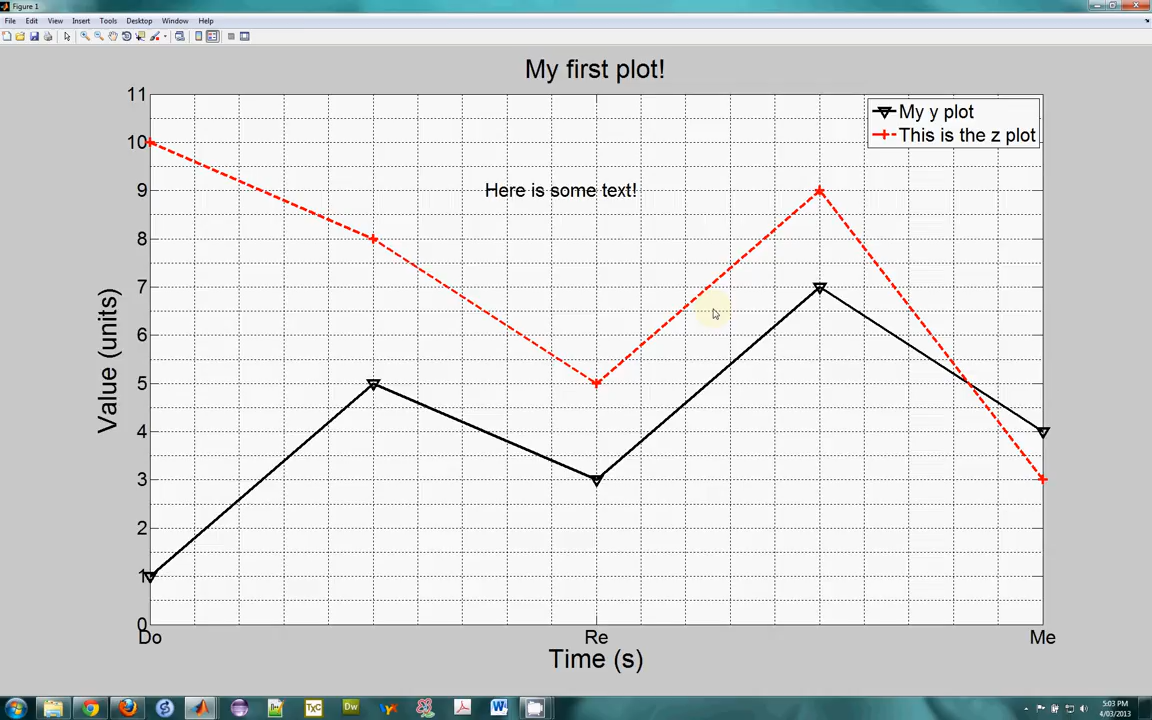 Figure 1
File Edit View Insert Tools Desktop Window Help
My first plot!
11
10
9
8
7
6
5
4
3
2
1
0
My y plot
This is the z plot
Here is some text!
Value (units)
Do Re Me
Time (s)
TXC Dw
5:03 PM
4/03/2013